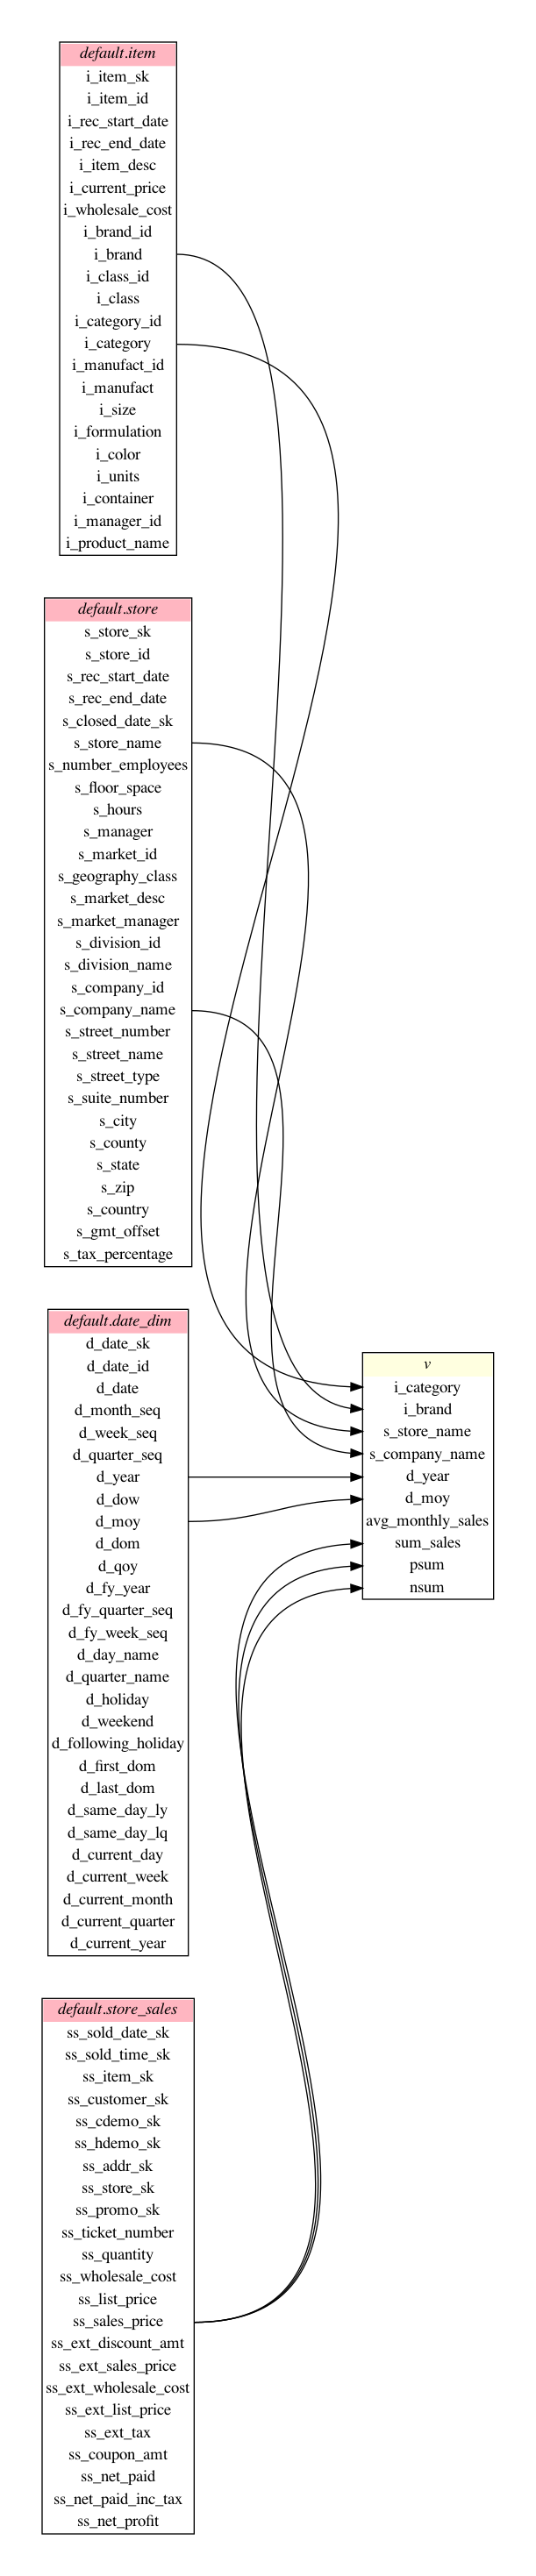 default.item
i_item_sk
i_item_id
i_rec_start_date
i_rec_end_date
i_item_desc
i_current_price
i_wholesale_cost
i_brand_id
i_brand
i_class_id
i_class
i_category_id
i_category
i_manufact_id
i_manufact
i_size
i_formulation
i_color
i_units
i_container
i_manager_id
i_product_name
default.store
s_store_sk
s_store_id
s_rec_start_date
s_rec_end_date
s_closed_date_sk
s_store_name
s_number_employees
s_floor_space
s_hours
s_manager
s_market_id
s_geography_class
s_market_desc
s_market_manager
s_division_id
s_division_name
s_company_id
s_company_name
s_street_number
s_street_name
s_street_type
s_suite_number
s_city
s_county
s_state
s_zip
s_country
s_gmt_offset
s_tax_percentage
default.date_dim
d_date_sk
d_date_id
d_date
d_month_seq
d_week_seq
d_quarter_seq
d_year
d_dow
d_moy
d_dom
d_qoy
d_fy_year
d_fy_quarter_seq
d_fy_week_seq
d_day_name
d_quarter_name
d_holiday
d_weekend
d_following_holiday
d_first_dom
d_last_dom
d_same_day_ly
d_same_day_lq
d_current_day
d_current_week
d_current_month
d_current_quarter
d_current_year
v
i_category
i_brand
s_store_name
s_company_name
d_year
d_moy
avg_monthly_sales
sum_sales
psum
nsum
default.store_sales
ss_sold_date_sk
ss_sold_time_sk
ss_item_sk
ss_customer_sk
ss_cdemo_sk
ss_hdemo_sk
ss_addr_sk
ss_store_sk
ss_promo_sk
ss_ticket_number
ss_quantity
ss_wholesale_cost
ss_list_price
ss_sales_price
ss_ext_discount_amt
ss_ext_sales_price
ss_ext_wholesale_cost
ss_ext_list_price
ss_ext_tax
ss_coupon_amt
ss_net_paid
ss_net_paid_inc_tax
ss_net_profit